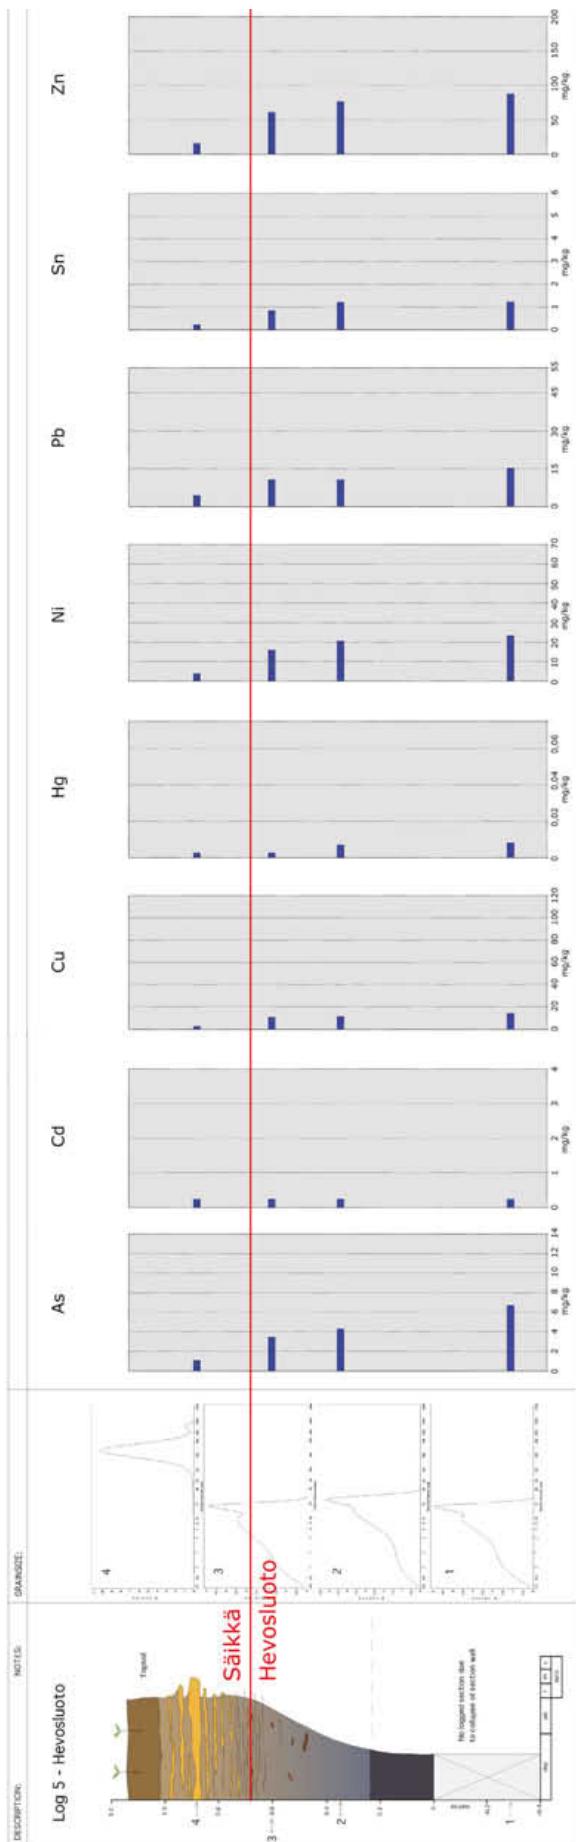 DESCRIPTION:
NOTES:
GRAINSIZE:
Log 5 - Hevosluoto
As
Cd
Cu
Hg
Ni
Pb
Sn
Zn
Topsoil
Säikkä
Hevosluoto
No logged section due
to collapse of section wall
4
3
2
1
4
3
2
1
0 2 4 6 8 10 12 14
mg/kg
0 1 2 3 4
mg/kg
0 20 40 60 80 100 120
mg/kg
0 0,02 0,04 0,06
mg/kg
0 10 20 30 40 50 60 70
mg/kg
0 15 30 45 55
mg/kg
0 1 2 3 4 5 6
mg/kg
0 50 100 150 200
mg/kg